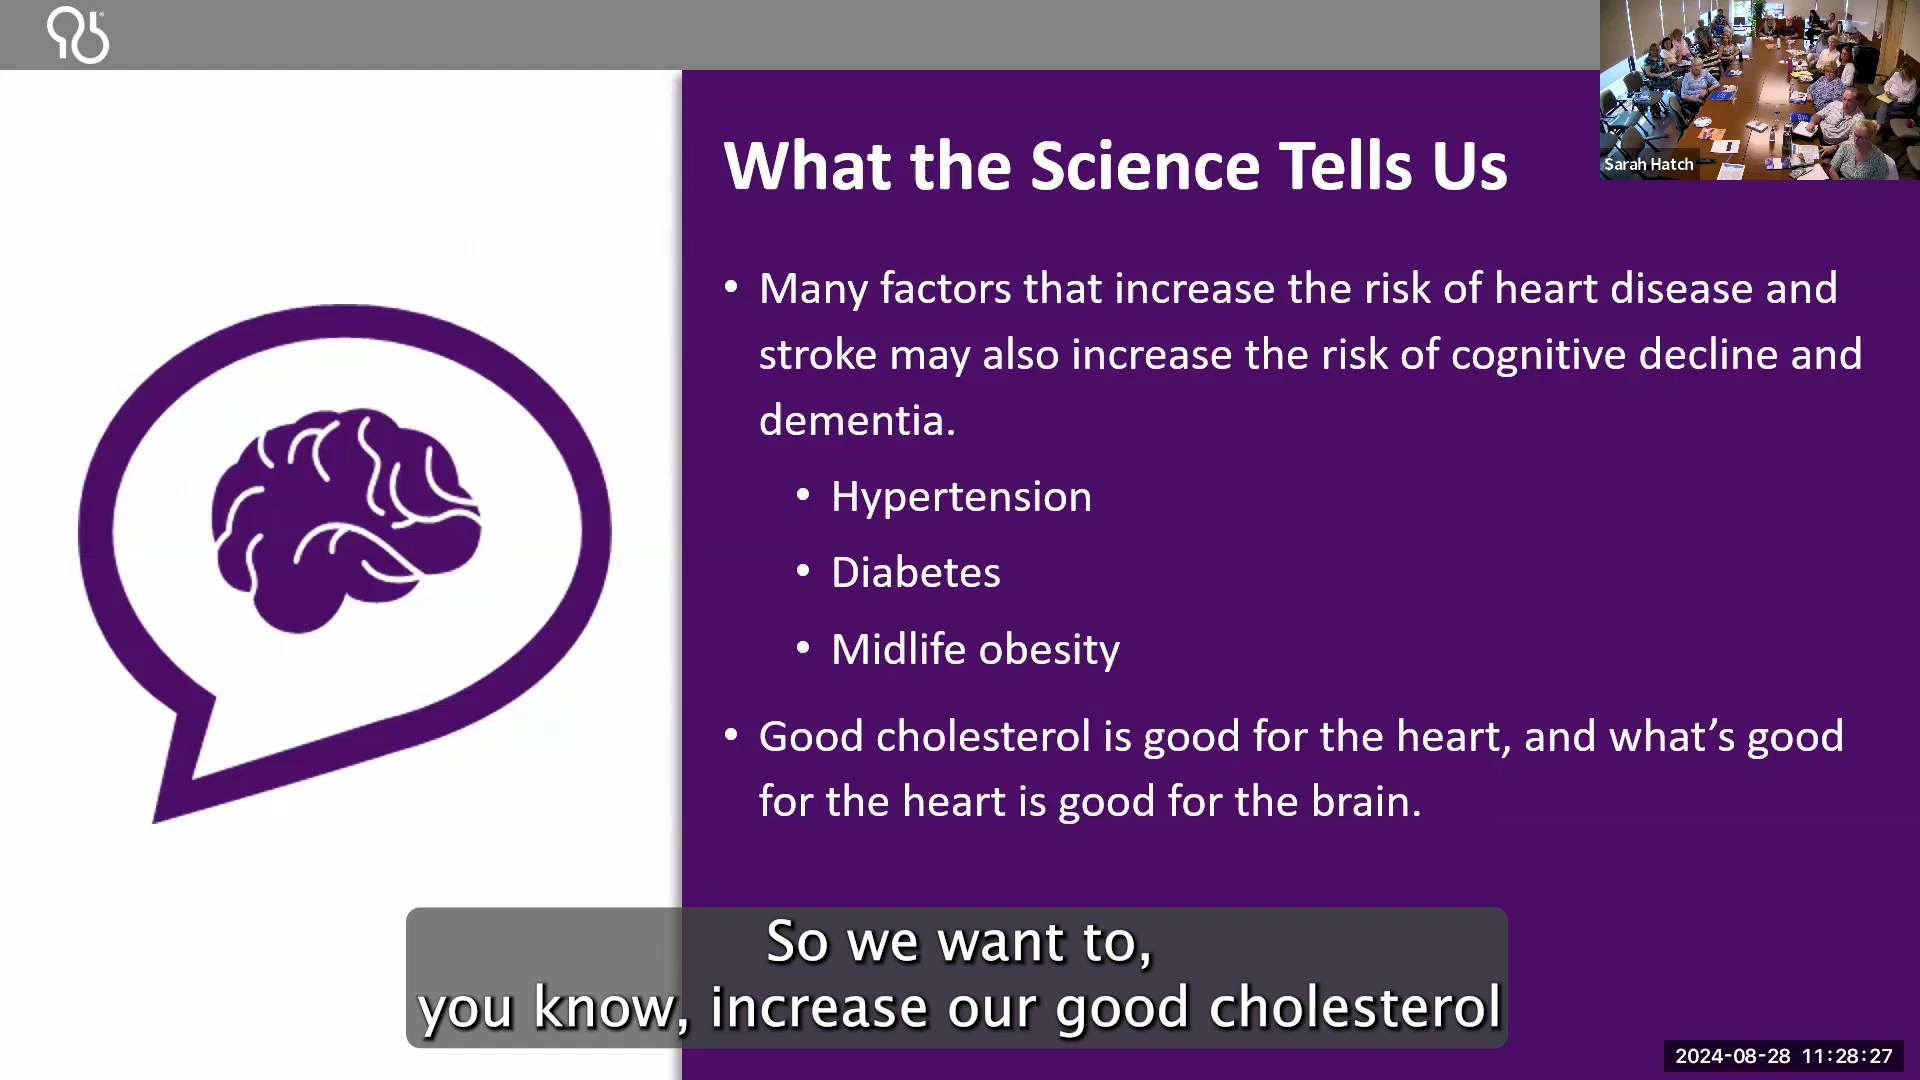 What the Science Tells Us
Sarah Hatch
• Many factors that increase the risk of heart disease and
stroke may also increase the risk of cognitive decline and
dementia.
• Hypertension
• Diabetes
• Midlife obesity
• Good cholesterol is good for the heart, and what’s good
for the heart is good for the brain.
So we want to,
you know, increase our good cholesterol
2024-08-28 11:28:27